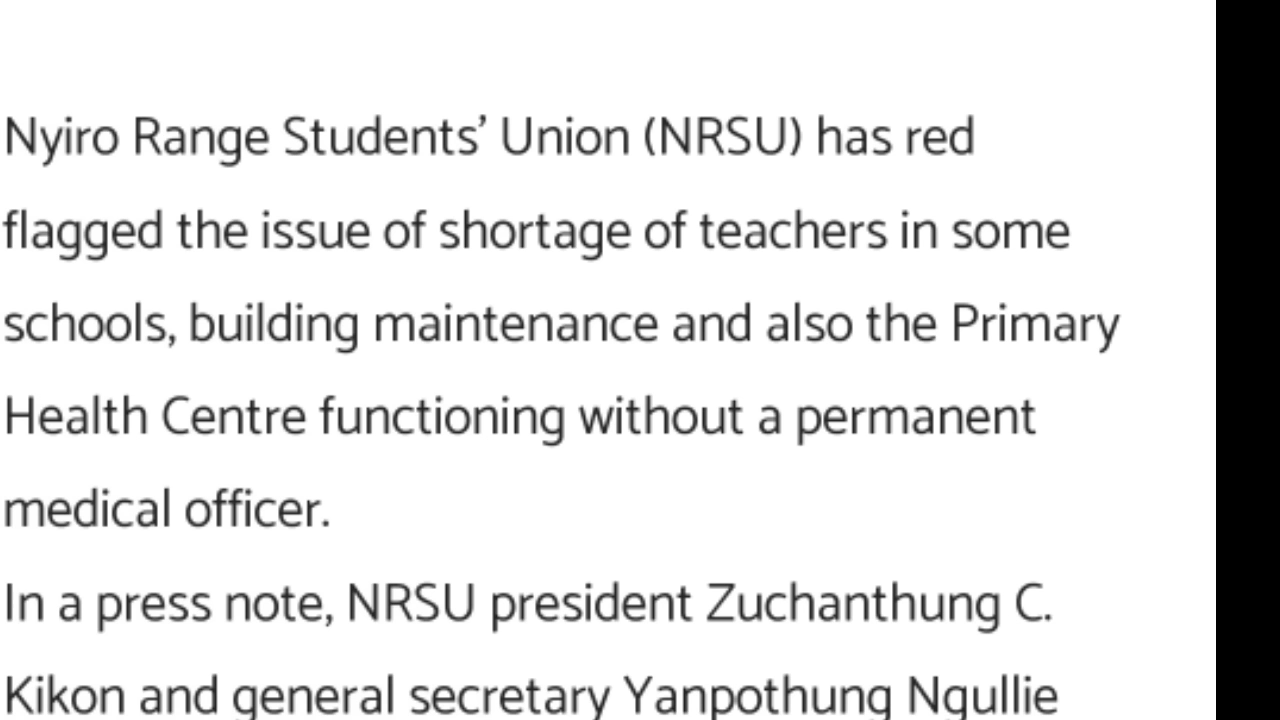 Nyiro Range Students’ Union (NRSU) has red
flagged the issue of shortage of teachers in some
schools, building maintenance and also the Primary
Health Centre functioning without a permanent
medical officer.
In a press note, NRSU president Zuchanthung C.
Kikon and general secretary Yanpothung Ngullie